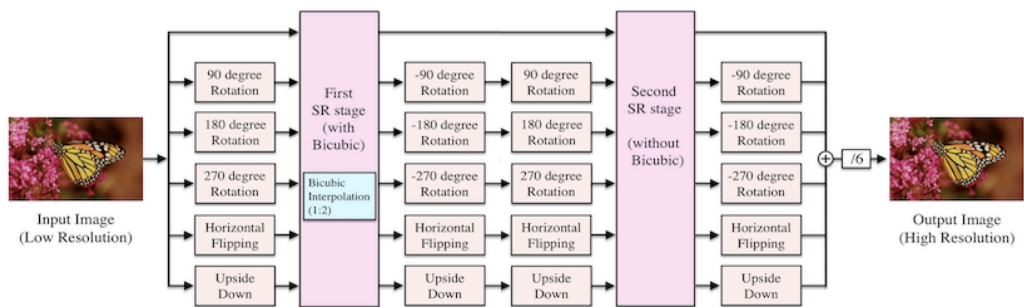 90 degree
Rotation
180 degree
Rotation
270 degree
Rotation
Horizontal
Flipping
Upside
Down
First
SR stage
(with
Bicubic)
Bicubic
Interpolation
(1:2)
-90 degree
Rotation
-180 degree
Rotation
-270 degree
Rotation
Horizontal
Flipping
Upside
Down
90 degree
Rotation
180 degree
Rotation
270 degree
Rotation
Horizontal
Flipping
Upside
Down
Second
SR stage
(without
Bicubic)
-90 degree
Rotation
-180 degree
Rotation
-270 degree
Rotation
Horizontal
Flipping
Upside
Down
+
/6
Input Image
(Low Resolution)
Output Image
(High Resolution)